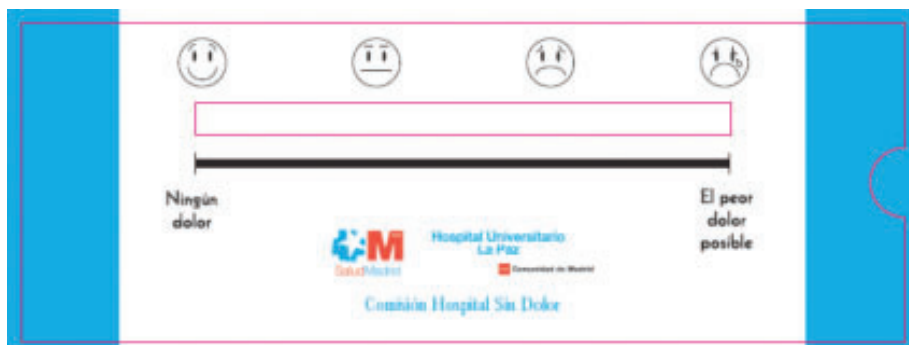 Ningún
dolor
El peor
dolor
posible
M
SaludMadrid
Hospital Universitario
La Paz
Comunidad de Madrid
Comisión Hospital Sin Dolor